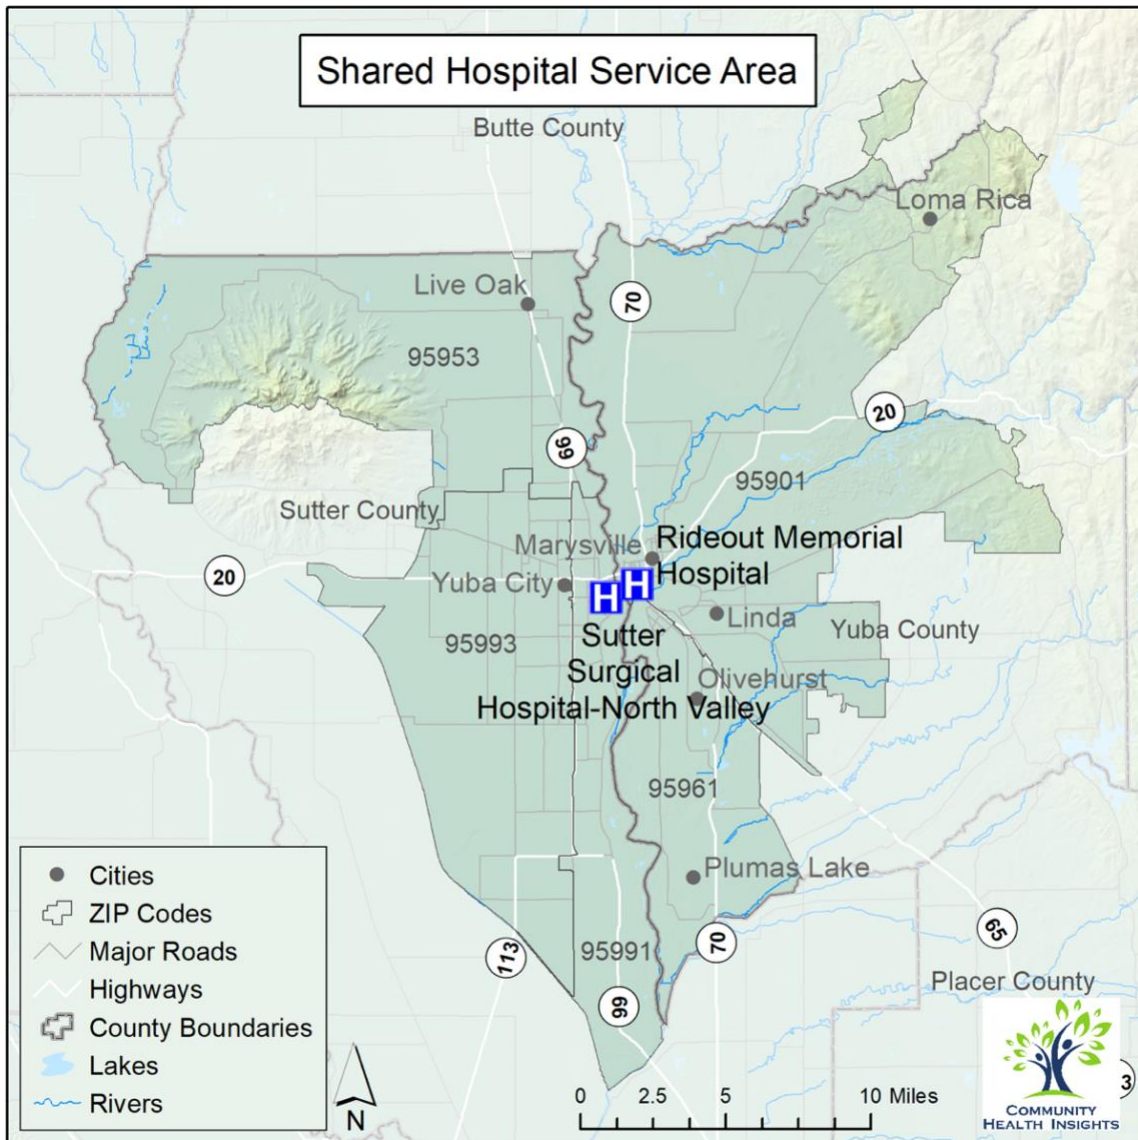 Shared Hospital Service Area
Butte County
Loma Rica
Live Oak
70
95953
20
99
95901
Sutter County
Marysville
Rideout Memorial
Hospital
20
Yuba City
H
H
Linda
Yuba County
95993
Sutter
Surgical
Hospital-North Valley
Olivehurst
95961
Plumas Lake
Cities
ZIP Codes
Major Roads
Highways
County Boundaries
Lakes
Rivers
113
95991
70
65
99
Placer County
N
0 2.5 5 10 Miles
3
COMMUNITY
HEALTH INSIGHTS